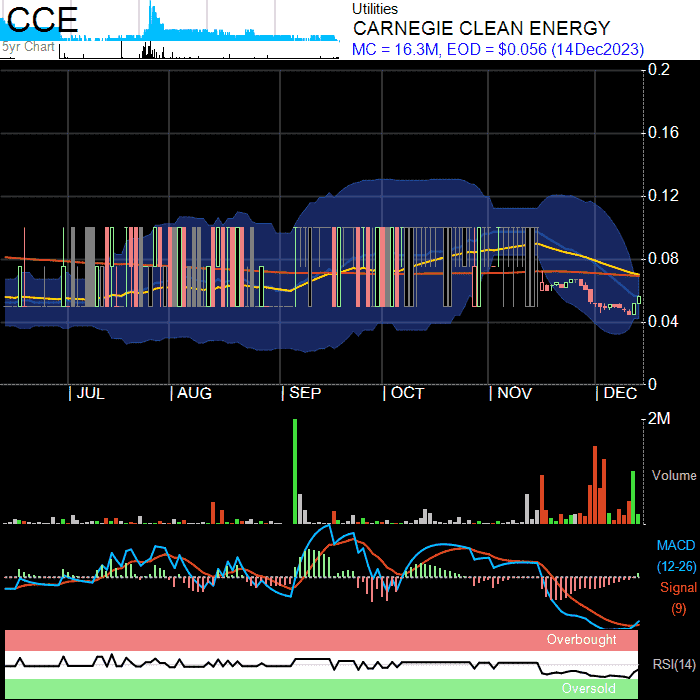 CCE
5yr Chart
Utilities
CARNEGIE CLEAN ENERGY
MC = 16.3M, EOD = $0.056 (14Dec2023)
0.2
0.16
0.12
0.08
0.04
0
JUL AUG SEP OCT NOV DEC
2M
Volume
MACD
(12-26)
Signal
(9)
Overbought
RSI(14)
Oversold